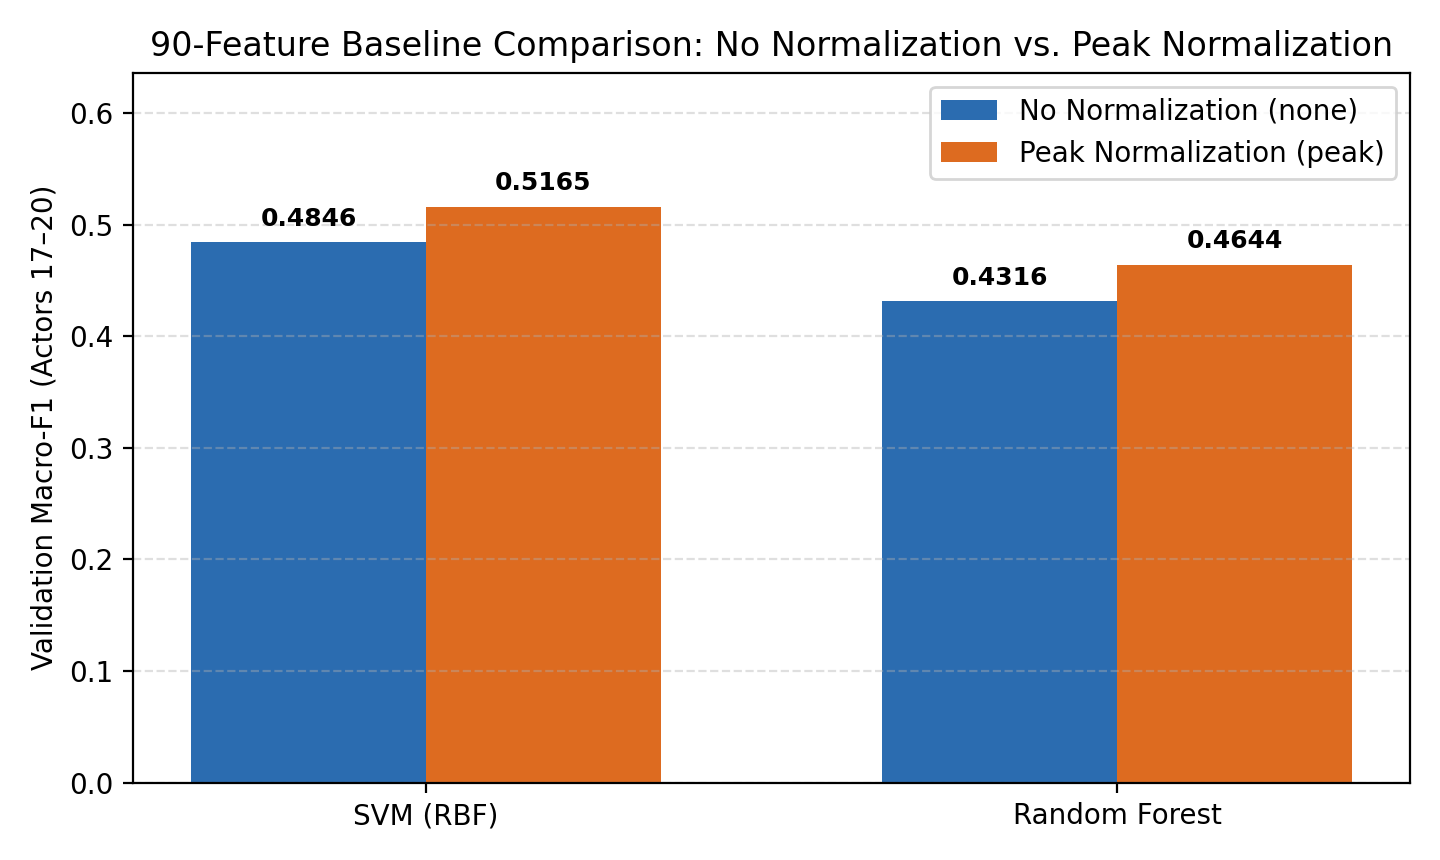 90-Feature Baseline Comparison: No Normalization vs. Peak Normalization
Validation Macro-F1 (Actors 17–20)
0.6
0.5
0.4
0.3
0.2
0.1
0.0
No Normalization (none)
Peak Normalization (peak)
0.4846
0.5165
0.4316
0.4644
SVM (RBF)
Random Forest